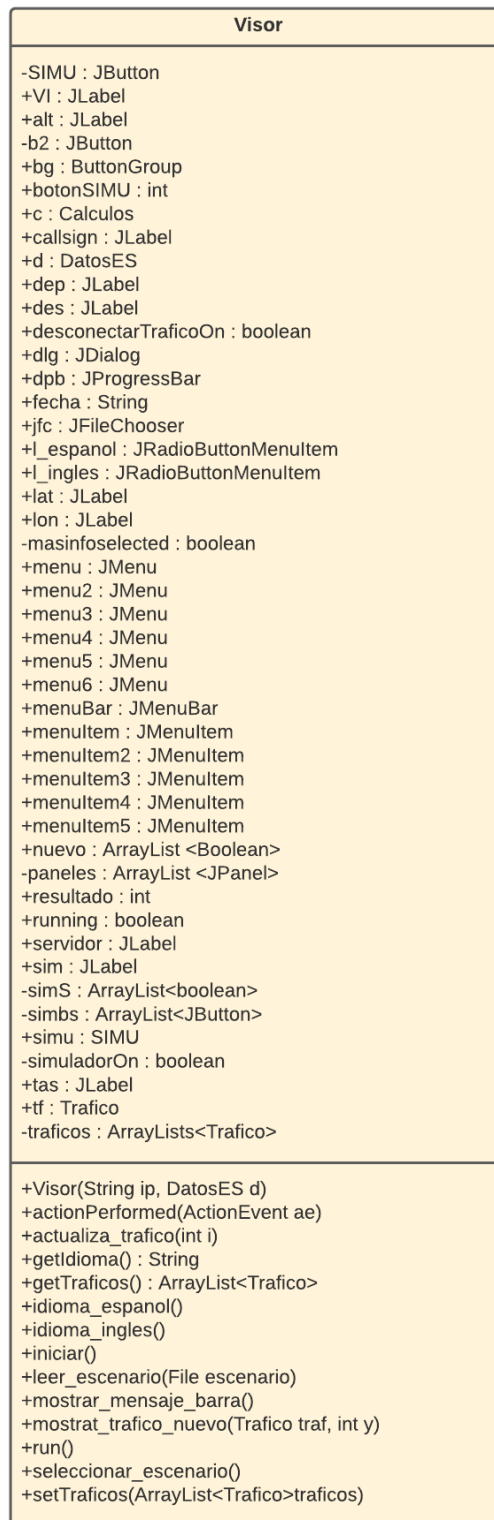 Visor
-SIMU : JButton
+VI : JLabel
+alt : JLabel
-b2 : JButton
+bg : ButtonGroup
+botonSIMU : int
+c : Calculos
+callsign : JLabel
+d : DatosES
+dep : JLabel
+des : JLabel
+desconectarTraficoOn : boolean
+dlg : JDialog
+dpb : JProgressBar
+fecha : String
+jfc : JFileChooser
+l_espanol : JRadioButtonMenuItem
+l_ingles : JRadioButtonMenuItem
+lat : JLabel
+lon : JLabel
-masinfoselected : boolean
+menu : JMenu
+menu2 : JMenu
+menu3 : JMenu
+menu4 : JMenu
+menu5 : JMenu
+menu6 : JMenu
+menuBar : JMenuBar
+menuItem : JMenuItem
+menuItem2 : JMenuItem
+menuItem3 : JMenuItem
+menuItem4 : JMenuItem
+menuItem5 : JMenuItem
+nuevo : ArrayList <Boolean>
-paneles : ArrayList <JPanel>
+resultado : int
+running : boolean
+servidor : JLabel
+sim : JLabel
-simS : ArrayList<boolean>
-simbs : ArrayList<JButton>
+simu : SIMU
-simuladorOn : boolean
+tas : JLabel
+tf : Trafico
-traficos : ArrayLists<Trafico>
+Visor(String ip, DatosES d)
+actionPerformed(ActionEvent ae)
+actualiza_trafico(int i)
+getIdioma() : String
+getTraficos() : ArrayList<Trafico>
+idioma_espanol()
+idioma_ingles()
+iniciar()
+leer_escenario(File escenario)
+mostrar_mensaje_barra()
+mostrat_trafico_nuevo(Trafico traf, int y)
+run()
+seleccionar_escenario()
+setTraficos(ArrayList<Trafico>traficos)